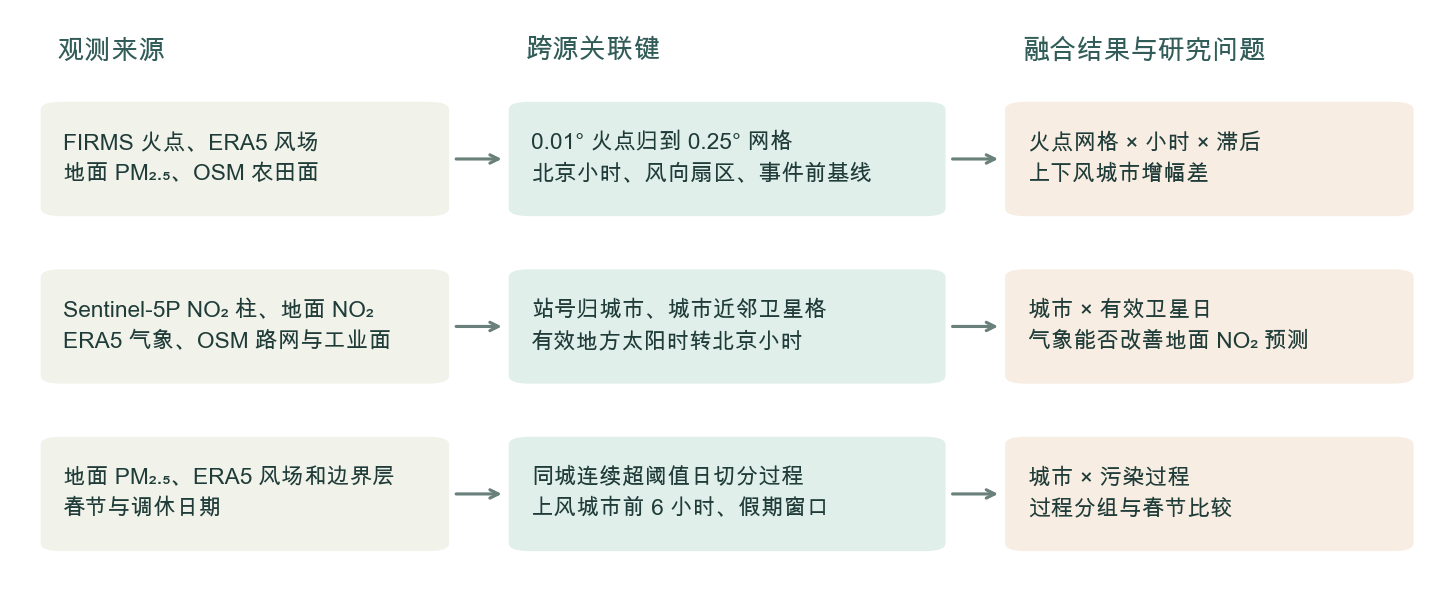 观测来源
跨源关联键
融合结果与研究问题
FIRMS 火点、ERA5 风场
地面 PM₂.₅、OSM 农田面
0.01° 火点归到 0.25° 网格
北京小时、风向扇区、事件前基线
火点网格 × 小时 × 滞后
上下风城市增幅差
Sentinel-5P NO₂ 柱、地面 NO₂
ERA5 气象、OSM 路网与工业面
站号归城市、城市近邻卫星格
有效地方太阳时转北京小时
城市 × 有效卫星日
气象能否改善地面 NO₂ 预测
地面 PM₂.₅、ERA5 风场和边界层
春节与调休日期
同城连续超阈值日切分过程
上风城市前 6 小时、假期窗口
城市 × 污染过程
过程分组与春节比较